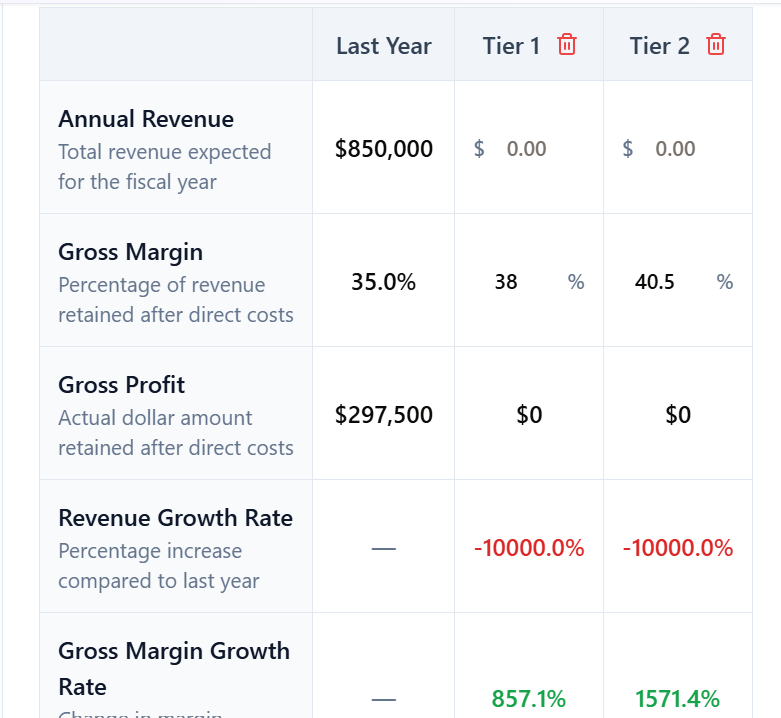 Last Year Tier 1 Tier 2
Annual Revenue
Total revenue expected
for the fiscal year
$850,000 $ 0.00 $ 0.00
Gross Margin
Percentage of revenue
retained after direct costs
35.0% 38 % 40.5 %
Gross Profit
Actual dollar amount
retained after direct costs
$297,500 $0 $0
Revenue Growth Rate
Percentage increase
compared to last year
— -10000.0% -10000.0%
Gross Margin Growth
Rate
Change in margin
— 857.1% 1571.4%